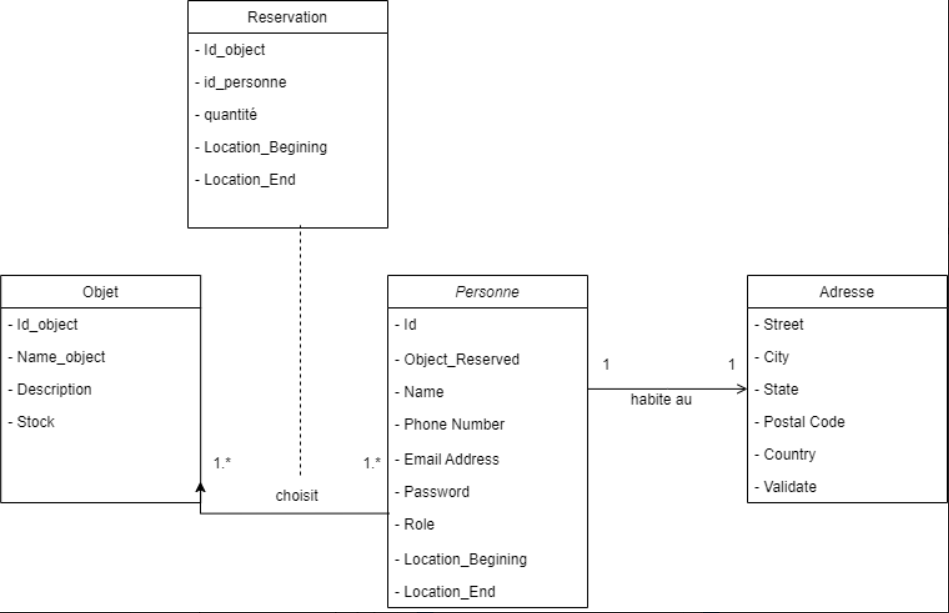 Reservation
- Id_object
- id_personne
- quantité
- Location_Begining
- Location_End
Objet
- Id_object
- Name_object
- Description
- Stock
1.*
1.*
choisit
Personne
- Id
- Object_Reserved
- Name
- Phone Number
- Email Address
- Password
- Role
- Location_Begining
- Location_End
1
1
habite au
Adresse
- Street
- City
- State
- Postal Code
- Country
- Validate